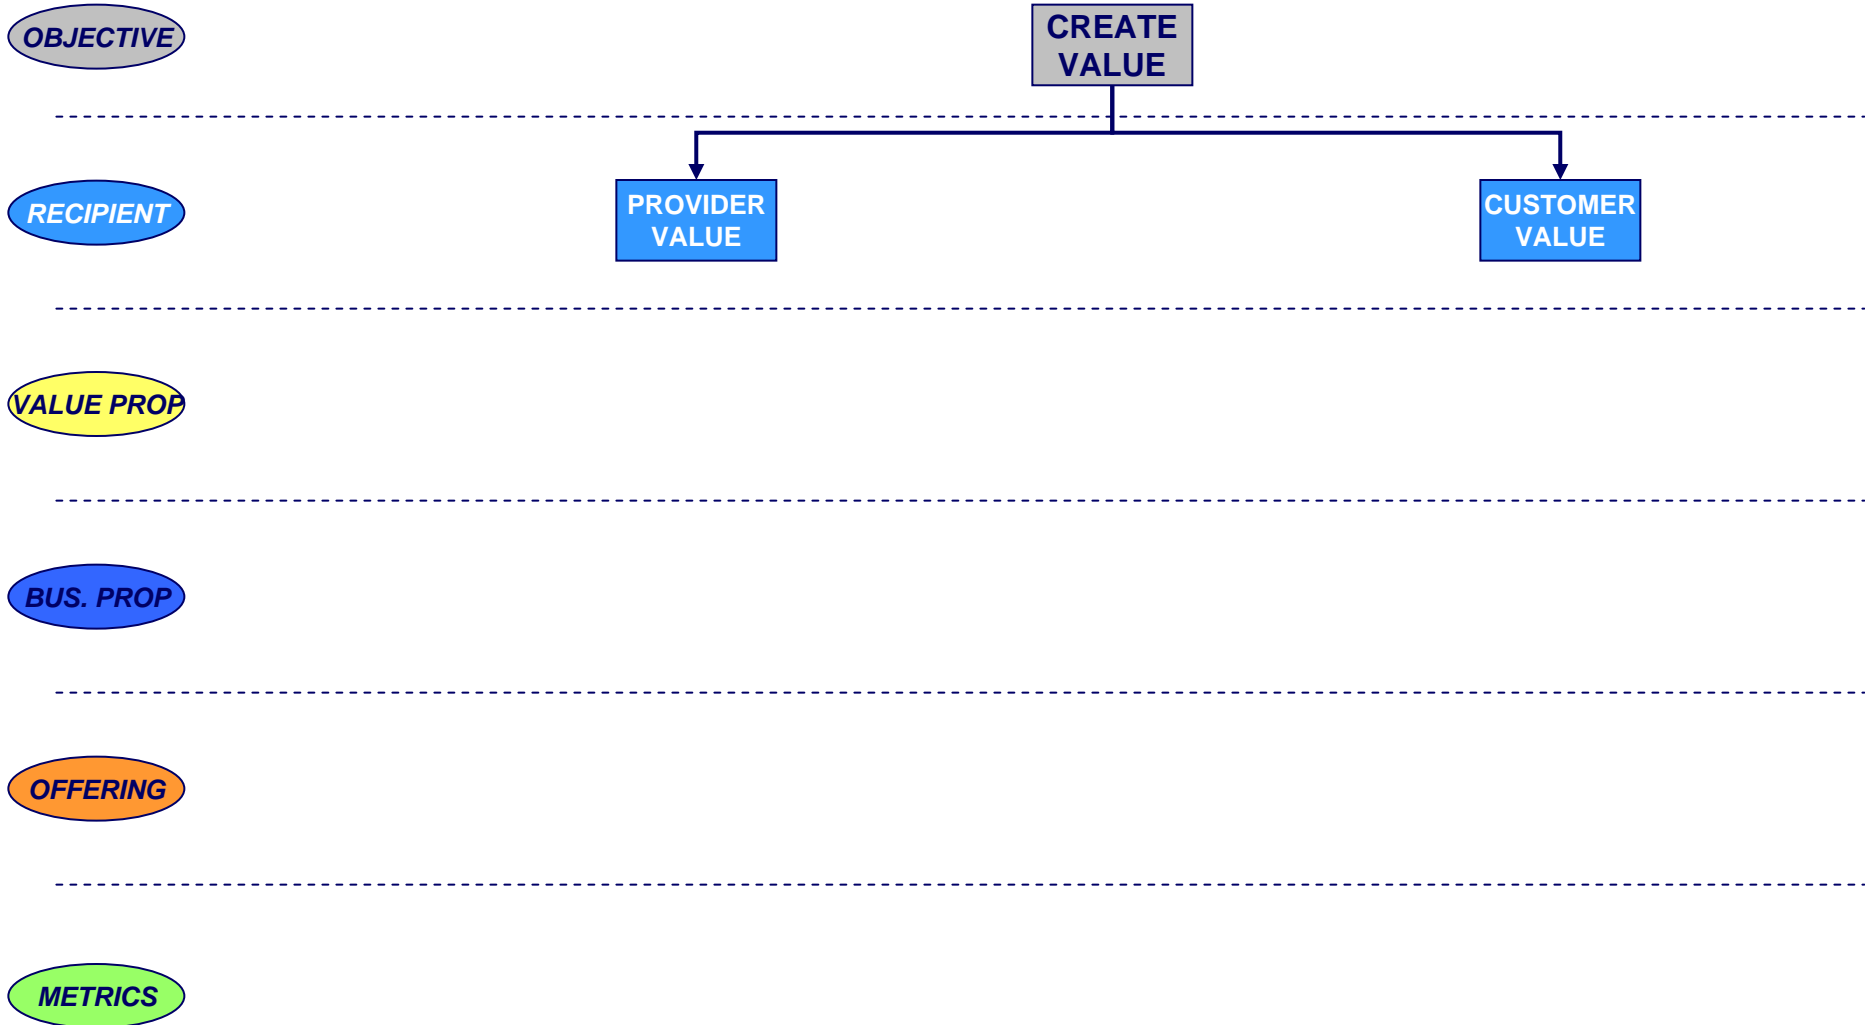 OBJECTIVE
CREATE
VALUE
RECIPIENT
PROVIDER
VALUE
CUSTOMER
VALUE
VALUE PROP
BUS. PROP
OFFERING
METRICS